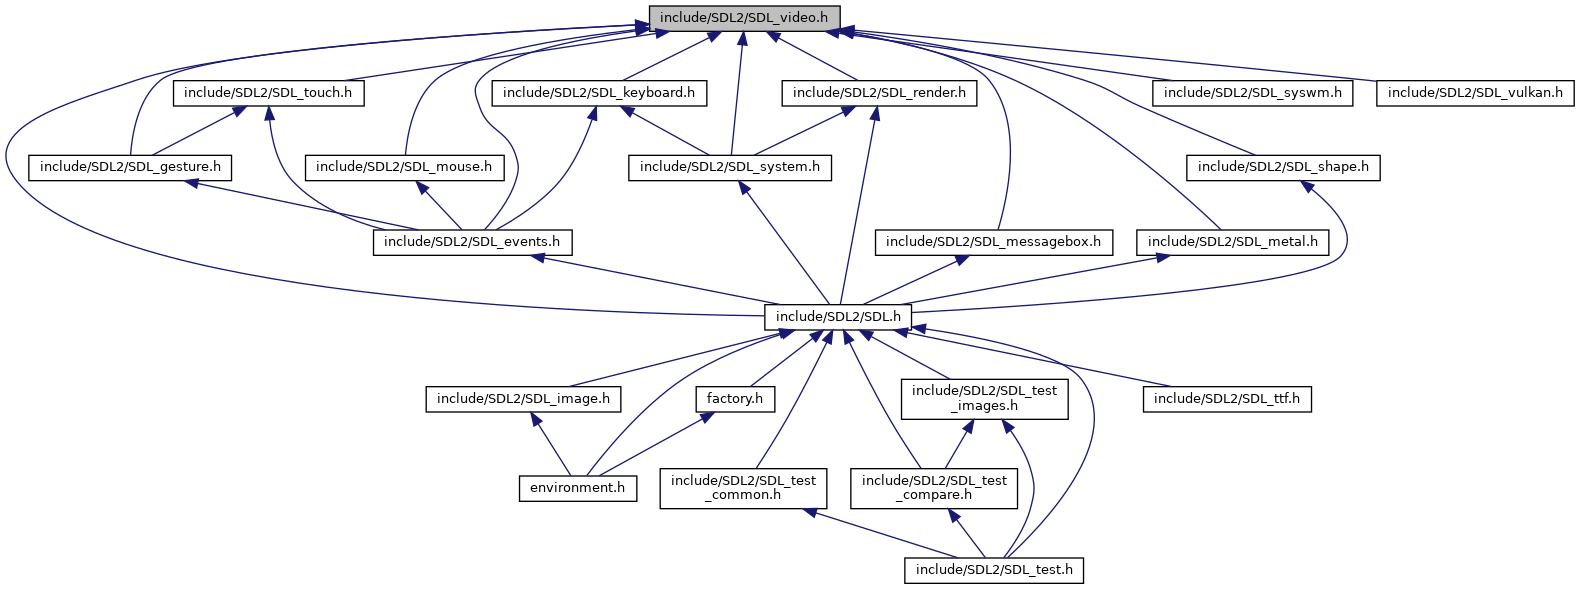 include/SDL2/SDL_video.h
include/SDL2/SDL_touch.h
include/SDL2/SDL_keyboard.h
include/SDL2/SDL_render.h
include/SDL2/SDL_syswm.h
include/SDL2/SDL_vulkan.h
include/SDL2/SDL_gesture.h
include/SDL2/SDL_mouse.h
include/SDL2/SDL_system.h
include/SDL2/SDL_shape.h
include/SDL2/SDL_events.h
include/SDL2/SDL_messagebox.h
include/SDL2/SDL_metal.h
include/SDL2/SDL.h
include/SDL2/SDL_image.h
factory.h
include/SDL2/SDL_test
_images.h
include/SDL2/SDL_ttf.h
environment.h
include/SDL2/SDL_test
_common.h
include/SDL2/SDL_test
_compare.h
include/SDL2/SDL_test.h